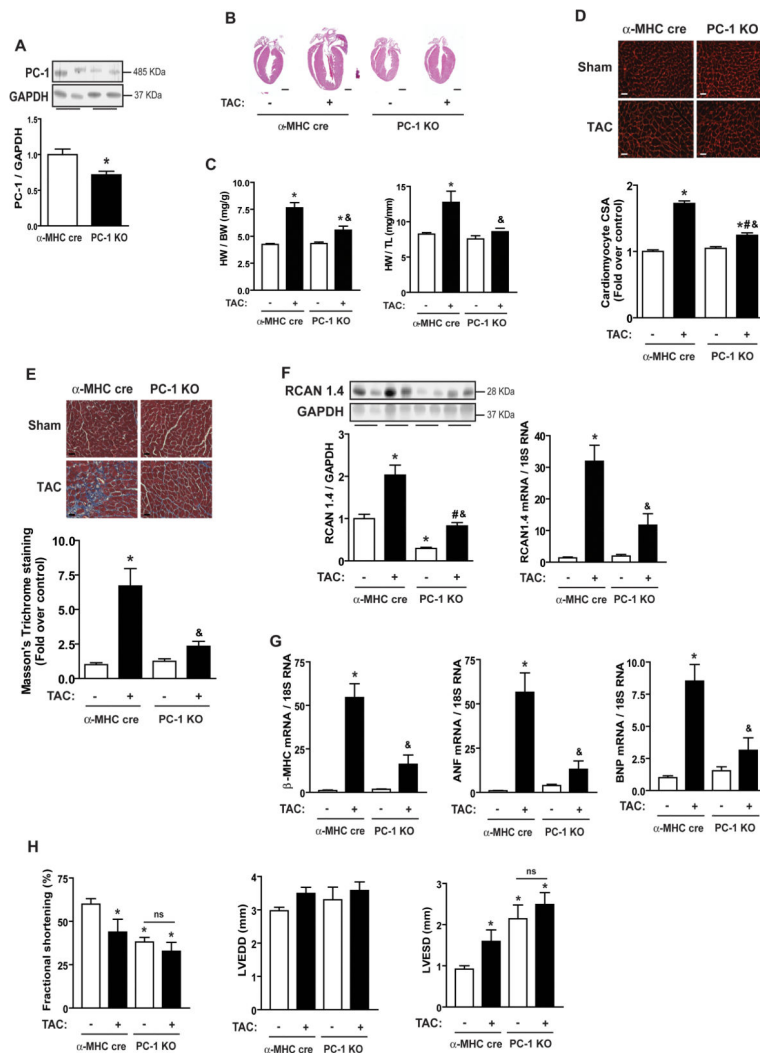 A
PC-1
485 KDa
GAPDH
37 KDa
PC-1 / GAPDH
1.5
1.0
0.5
0.0
*
α-MHC cre PC-1 KO
B
TAC: - + - +
α-MHC cre PC-1 KO
C
HW / BW (mg/g)
10.0
7.5
5.0
2.5
0.0
* *&
TAC: - + - +
α-MHC cre PC-1 KO
HW / TL (mg/mm)
15
10
5
0
* &
TAC: - + - +
α-MHC cre PC-1 KO
D
α-MHC cre PC-1 KO
Sham
TAC
Cardiomyocyte CSA
(Fold over control)
2
1
0
* *#&
TAC: - + - +
α-MHC cre PC-1 KO
E
α-MHC cre PC-1 KO
Sham
TAC
Masson's Trichrome staining
(Fold over control)
10.0
7.5
5.0
2.5
0.0
* &
TAC: - + - +
α-MHC cre PC-1 KO
F
RCAN 1.4
28 KDa
GAPDH
37 KDa
RCAN 1.4 / GAPDH
3
2
1
0
* * #&
TAC: - + - +
α-MHC cre PC-1 KO
RCAN1.4 mRNA / 18S RNA
40
30
20
10
0
* &
TAC: - + - +
α-MHC cre PC-1 KO
G
β-MHC mRNA / 18S RNA
75
50
25
0
* &
TAC: - + - +
α-MHC cre PC-1 KO
ANF mRNA / 18S RNA
75
50
25
0
* &
TAC: - + - +
α-MHC cre PC-1 KO
BNP mRNA / 18S RNA
10.0
7.5
5.0
2.5
0.0
* &
TAC: - + - +
α-MHC cre PC-1 KO
H
Fractional shortening (%)
100
75
50
25
0
ns
* * *
TAC: - + - +
α-MHC cre PC-1 KO
LVEDD (mm)
4
3
2
1
0
TAC: - + - +
α-MHC cre PC-1 KO
LVESD (mm)
3
2
1
0
ns
* * *
TAC: - + - +
α-MHC cre PC-1 KO